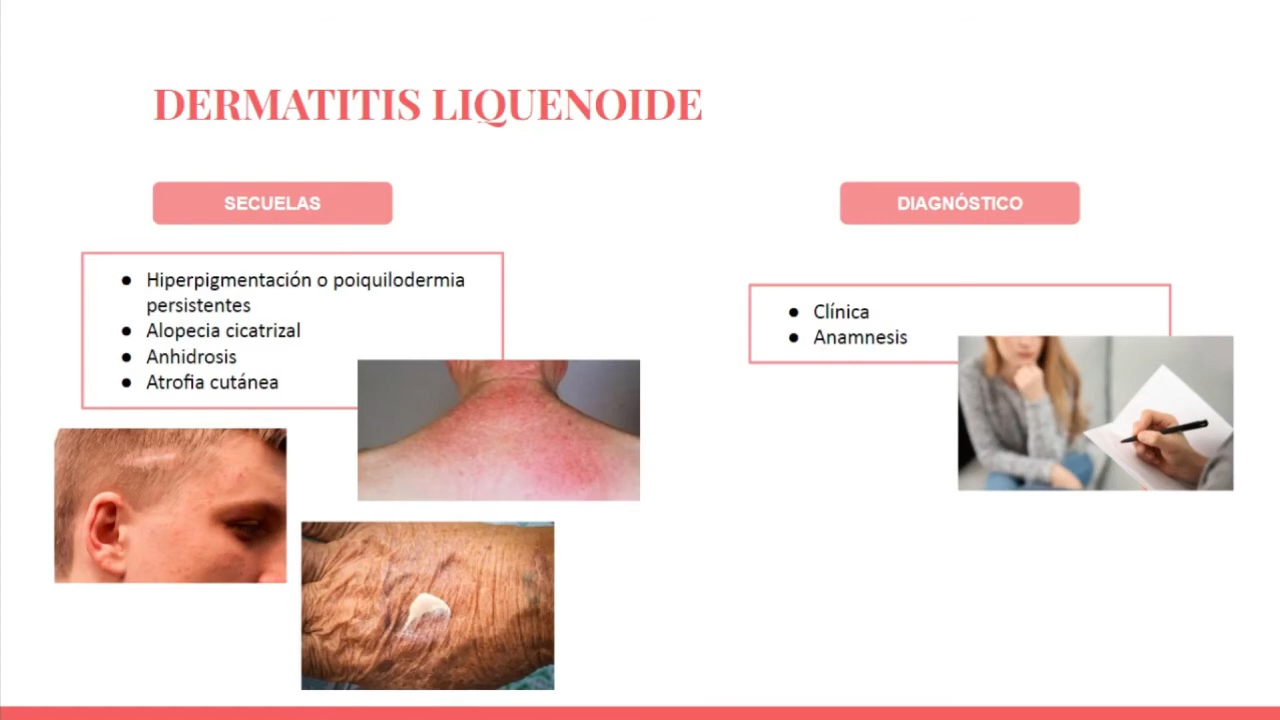 DERMATITIS LIQUENOIDE
SECUELAS
● Hiperpigmentación o poiquilodermia
persistentes
● Alopecia cicatrizal
● Anhidrosis
● Atrofia cutánea
DIAGNÓSTICO
● Clínica
● Anamnesis